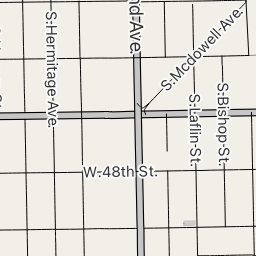 S. Hermitage Ave.
nd Ave.
S. Mcdowell Ave.
S. Laflin St.
S. Bishop St.
W. 48th St.